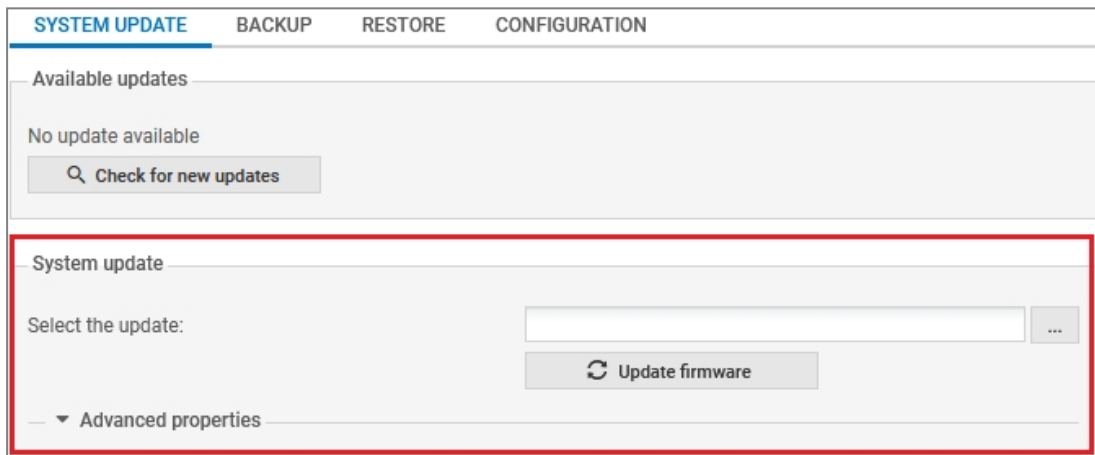 SYSTEM UPDATE BACKUP RESTORE CONFIGURATION
Available updates
No update available
Check for new updates
System update
Select the update: ...
Update firmware
Advanced properties